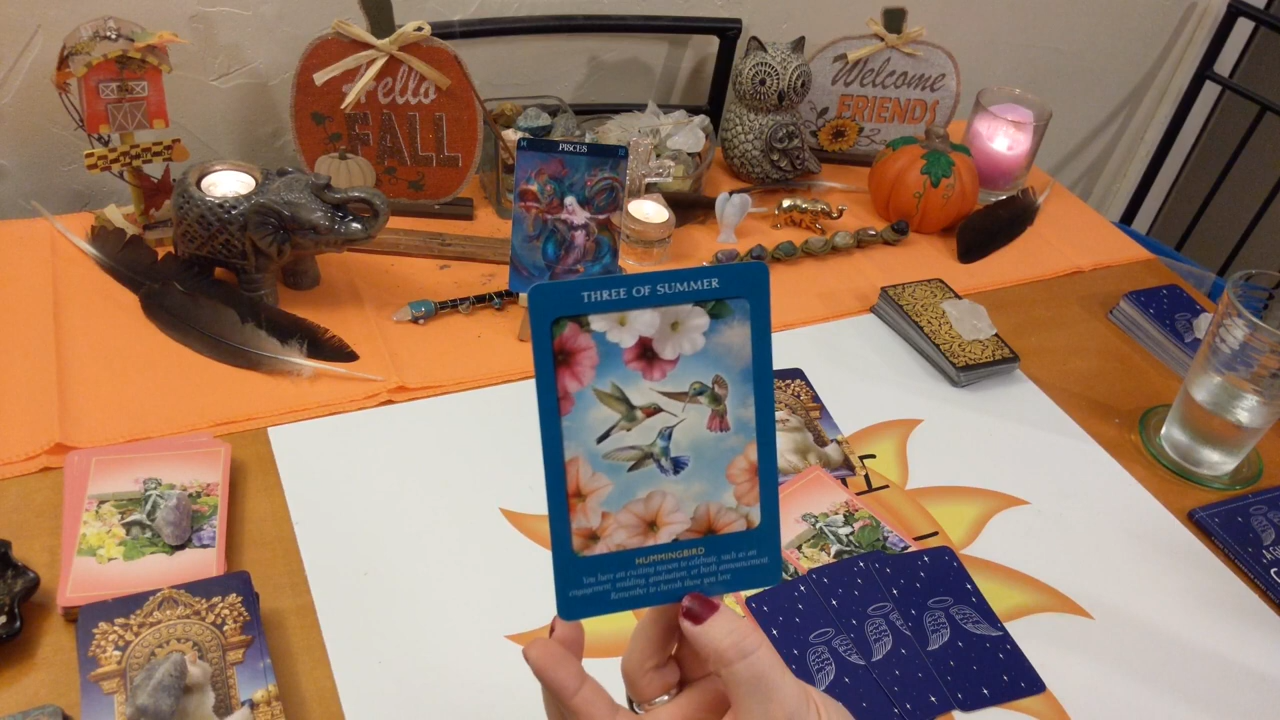 Hello
FALL
Welcome
FRIENDS
PISCES
THREE OF SUMMER
HUMMINGBIRD
You have an exciting reason to celebrate, such as an
engagement, wedding, graduation, or birth announcement.
Remember to cherish those you love.